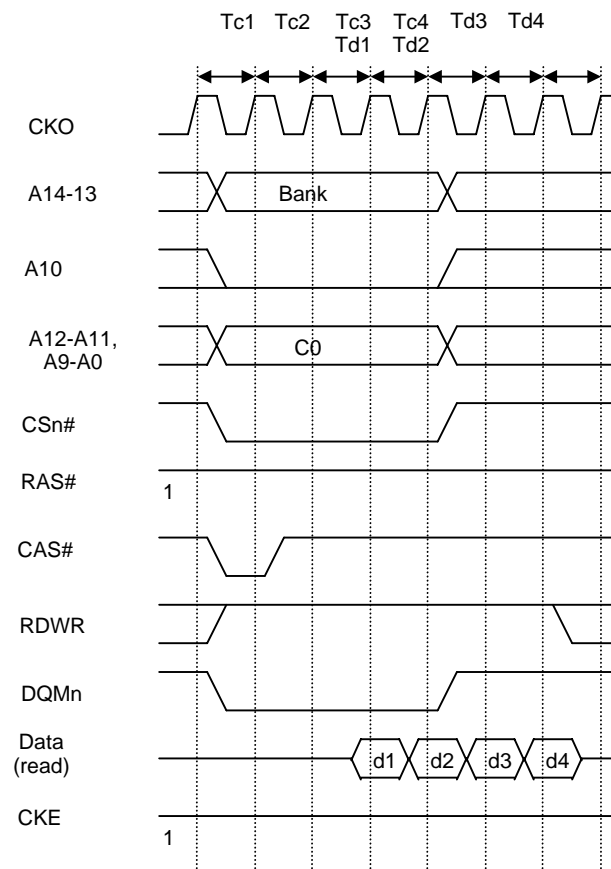 Tc1 Tc2 Tc3 Tc4 Td3 Td4
Td1 Td2
CKO
A14-13 Bank
A10
A12-A11,
A9-A0
C0
CSn#
RAS#
1
CAS#
RDWR
DQMn
Data
(read)
d1 d2 d3 d4
CKE
1